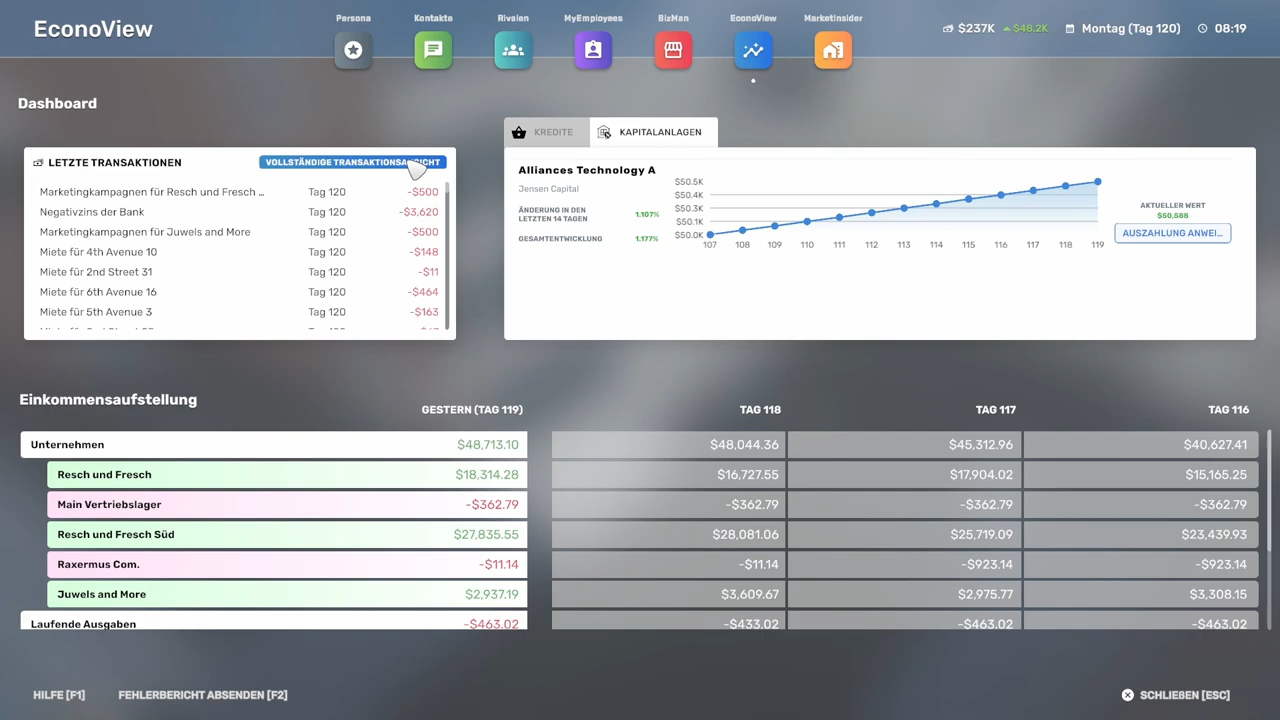 EconoView
Persona
Kontakte
Rivalen
MyEmployees
BizMan
EconoView
MarketInsider
$237K
$48.2K
Montag (Tag 120)
08:19
Dashboard
LETZTE TRANSAKTIONEN
Marketingkampagnen für Resch und Fresch … Tag 120 -$500
Negativzins der Bank Tag 120 -$3.620
Marketingkampagnen für Juwels and More Tag 120 -$500
Miete für 4th Avenue 10 Tag 120 -$148
Miete für 2nd Street 31 Tag 120 -$11
Miete für 6th Avenue 16 Tag 120 -$464
Miete für 5th Avenue 3 Tag 120 -$163
KREDITE
KAPITALANLAGEN
Alliances Technology A
Jensen Capital
ÄNDERUNG IN DEN
LETZTEN 14 TAGEN
1.107%
GESAMTENTWICKLUNG 1.177%
$50.5K
$50.4K
$50.3K
$50.1K
$50.0K
107 108 109 110 111 112 113 114 115 116 117 118 119
AKTUELLER WERT
$50.588
AUSZAHLUNG ANWEI…
Einkommensaufstellung
GESTERN (TAG 119) TAG 118 TAG 117 TAG 116
Unternehmen $48,713.10 $48,044.36 $45,312.96 $40,627.41
Resch und Fresch $18,314.28 $16,727.55 $17,904.02 $15,165.25
Main Vertriebslager -$362.79 -$362.79 -$362.79 -$362.79
Resch und Fresch Süd $27,835.55 $28,081.06 $25,719.09 $23,439.93
Raxermus Com. -$11.14 -$11.14 -$923.14 -$923.14
Juwels and More $2,937.19 $3,609.67 $2,975.77 $3,308.15
Laufende Ausgaben -$463.02 -$433.02 -$463.02 -$463.02
HILFE [F1]
FEHLERBERICHT ABSENDEN [F2]
SCHLIEßEN [ESC]